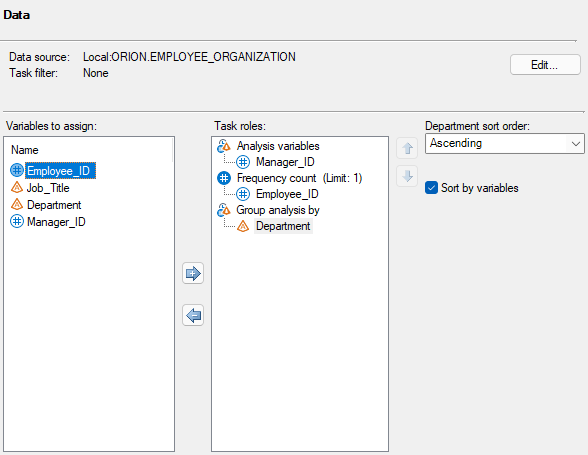 Data
Data source: Local:ORION.EMPLOYEE_ORGANIZATION
Task filter: None
Edit...
Variables to assign:
Name
Employee_ID
Job_Title
Department
Manager_ID
Task roles:
Analysis variables
Manager_ID
Frequency count (Limit: 1)
Employee_ID
Group analysis by
Department
Department sort order:
Ascending
Sort by variables